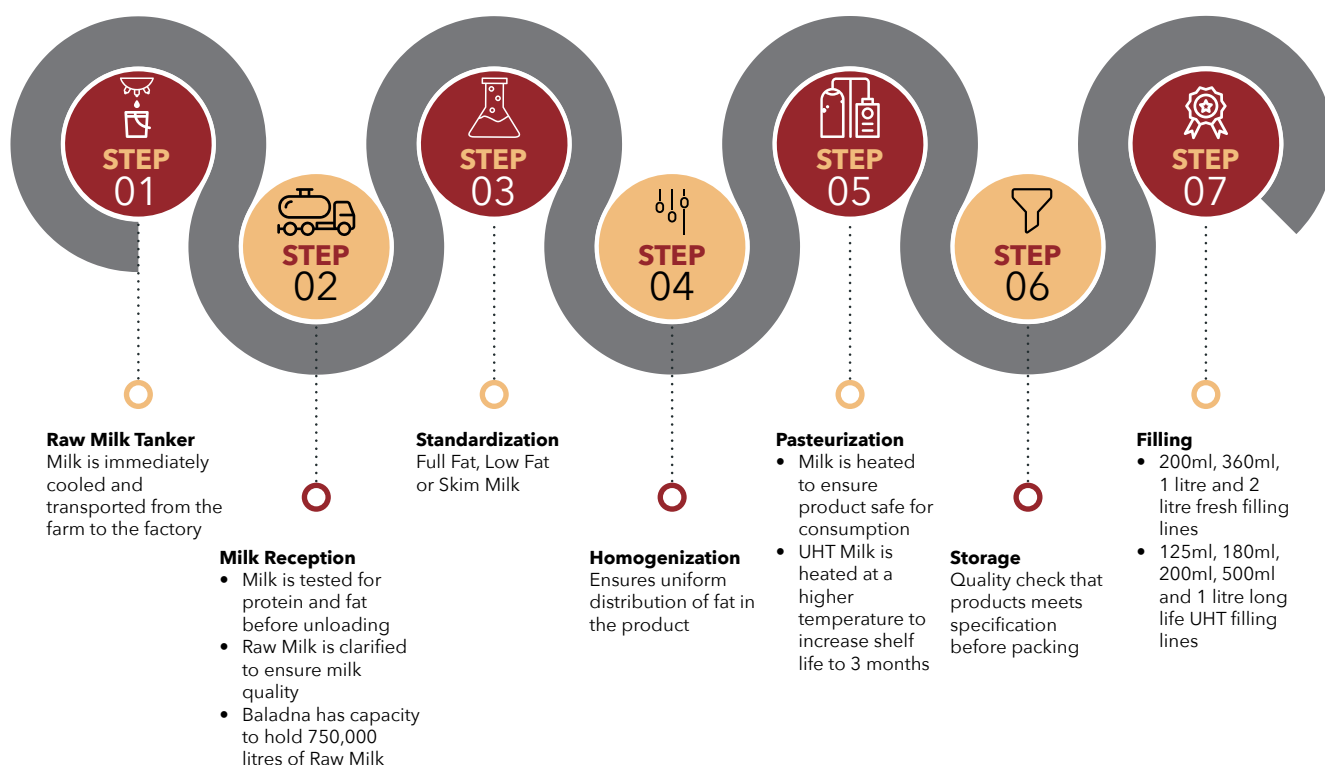 STEP
01
STEP
02
STEP
03
STEP
04
STEP
05
STEP
06
STEP
07
Raw Milk Tanker
Milk is immediately
cooled and
transported from the
farm to the factory
Milk Reception
• Milk is tested for
protein and fat
before unloading
• Raw Milk is clarified
to ensure milk
quality
• Baladna has capacity
to hold 750,000
litres of Raw Milk
Standardization
Full Fat, Low Fat
or Skim Milk
Homogenization
Ensures uniform
distribution of fat in
the product
Pasteurization
• Milk is heated
to ensure
product safe for
consumption
• UHT Milk is
heated at a
higher
temperature to
increase shelf
life to 3 months
Storage
Quality check that
products meets
specification
before packing
Filling
• 200ml, 360ml,
1 litre and 2
litre fresh filling
lines
• 125ml, 180ml,
200ml, 500ml
and 1 litre long
life UHT filling
lines